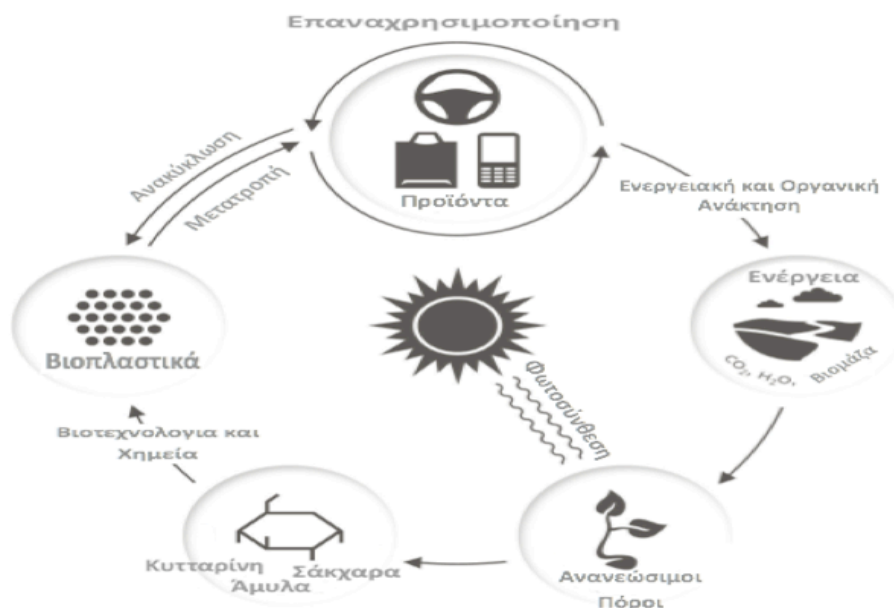 Επαναχρησιμοποίηση
Ανακύκλωση
Μετατροπή
Προϊόντα
Ενεργειακή και Οργανική
Ανάκτηση
Ενέργεια
CO₂, H₂O, Βιομάζα
Βιοπλαστικά
Φωτοσύνθεση
Βιοτεχνολογια και
Χημεία
Κυτταρίνη Σάκχαρα
Άμυλα
Ανανεώσιμοι
Πόροι